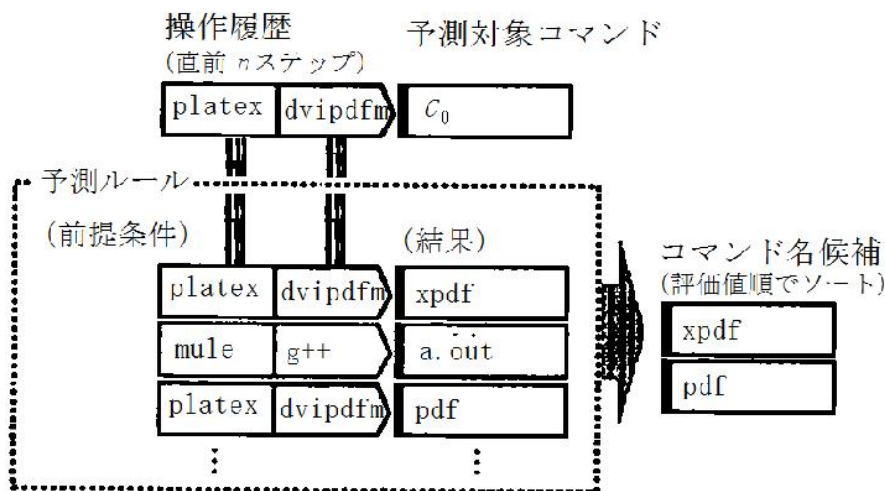 操作履歴 予測対象コマンド
(直前 nステップ)
platex dvipdfm C₀
予測ルール
(前提条件) (結果)
コマンド名候補
(評価値順でソート)
platex dvipdfm xpdf
mule g++ a.out
platex dvipdfm pdf
xpdf
pdf